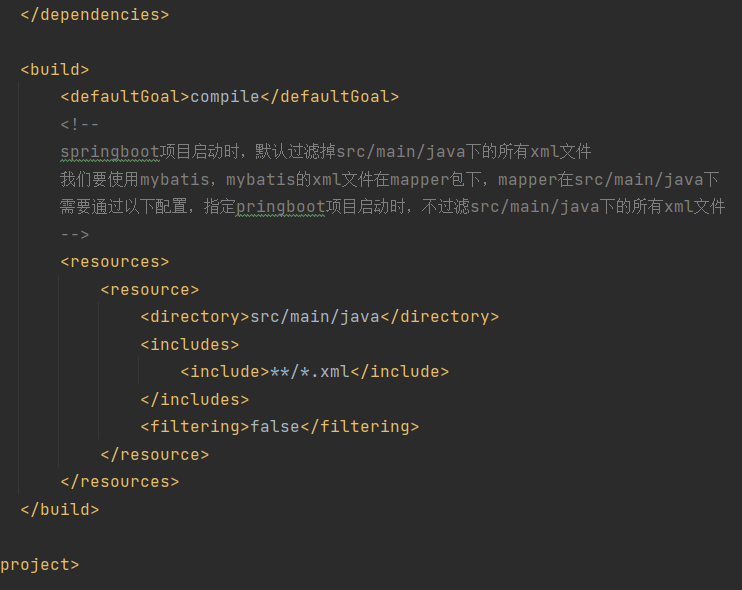 </dependencies>
<build>
<defaultGoal>compile</defaultGoal>
<!--
springboot项目启动时，默认过滤掉src/main/java下的所有xml文件
我们要使用mybatis，mybatis的xml文件在mapper包下，mapper在src/main/java下
需要通过以下配置，指定pringboot项目启动时，不过滤src/main/java下的所有xml文件
-->
<resources>
<resource>
<directory>src/main/java</directory>
<includes>
<include>**/*.xml</include>
</includes>
<filtering>false</filtering>
</resource>
</resources>
</build>
project>